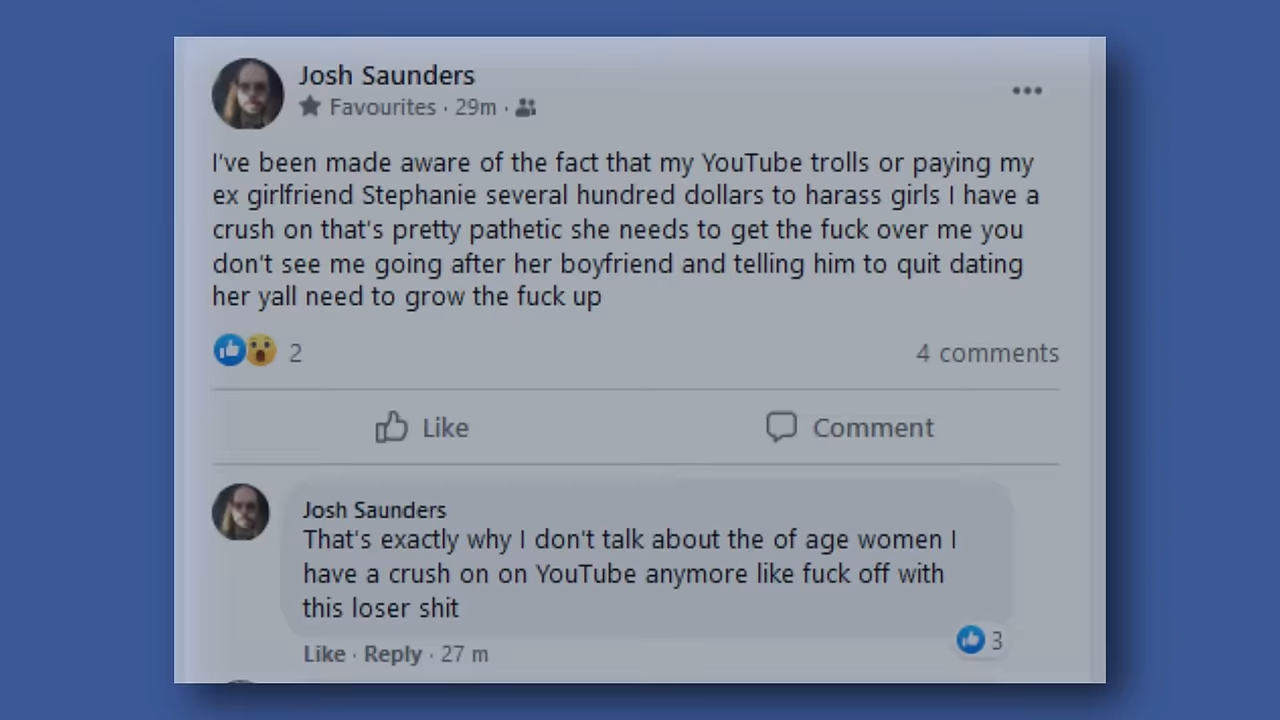 Josh Saunders
Favourites · 29m ·
I've been made aware of the fact that my YouTube trolls or paying my
ex girlfriend Stephanie several hundred dollars to harass girls I have a
crush on that's pretty pathetic she needs to get the fuck over me you
don't see me going after her boyfriend and telling him to quit dating
her yall need to grow the fuck up
2
4 comments
Like
Comment
Josh Saunders
That's exactly why I don't talk about the of age women I
have a crush on on YouTube anymore like fuck off with
this loser shit
3
Like · Reply · 27 m